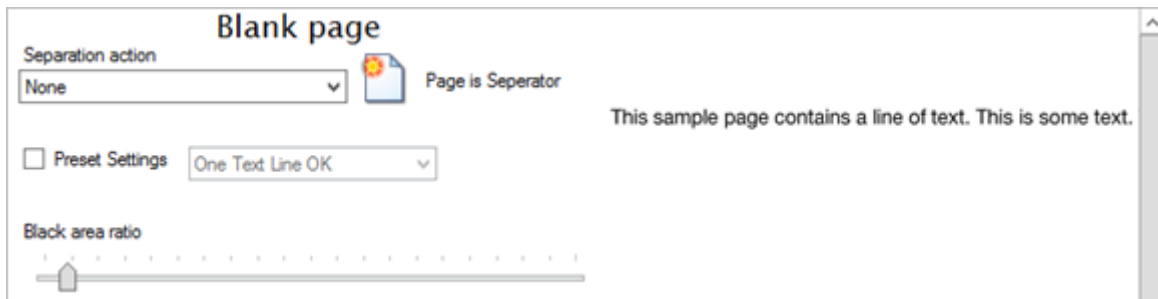 Blank page
Separation action
None
Page is Seperator
This sample page contains a line of text. This is some text.
Preset Settings
One Text Line OK
Black area ratio